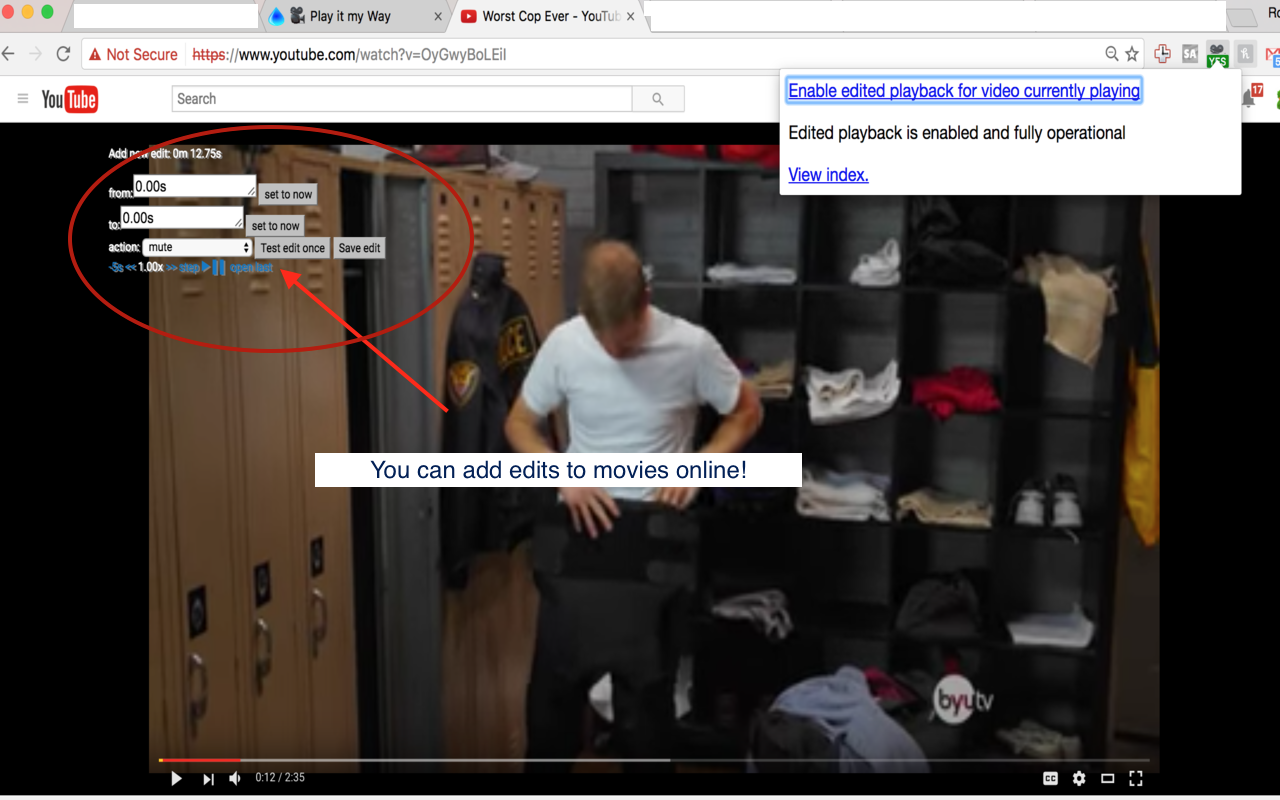 Play it my Way × Worst Cop Ever - YouTub × Ro
Not Secure https://www.youtube.com/watch?v=OyGwyBoLEiI SA YES
YouTube Search 17
Enable edited playback for video currently playing
Edited playback is enabled and fully operational
View index.
Add new edit: 0m 12.75s
from: 0.00s set to now
to: 0.00s set to now
action: mute Test edit once Save edit
-5s << 1.00x >> step open last
POLICE
You can add edits to movies online!
byutv
0:12 / 2:35 CC